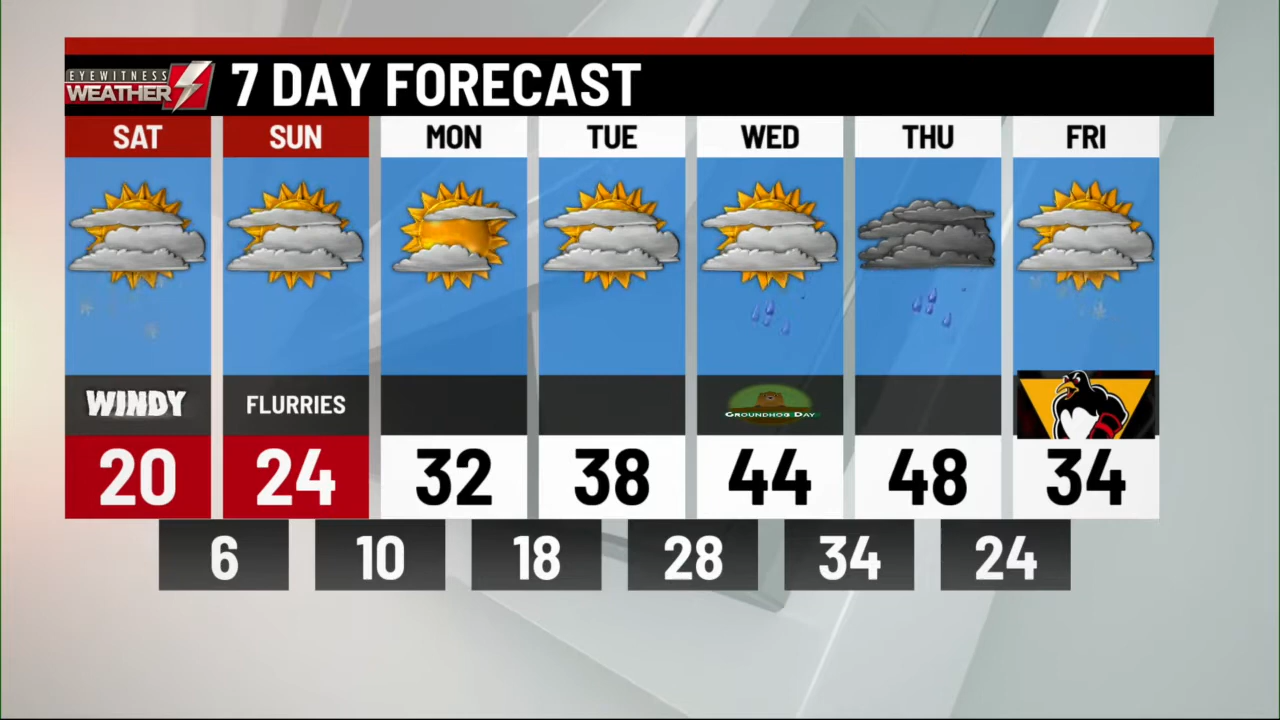 EYEWITNESS
WEATHER
7 DAY FORECAST
SAT SUN MON TUE WED THU FRI
WINDY FLURRIES GROUNDHOG DAY
20 24 32 38 44 48 34
6 10 18 28 34 24